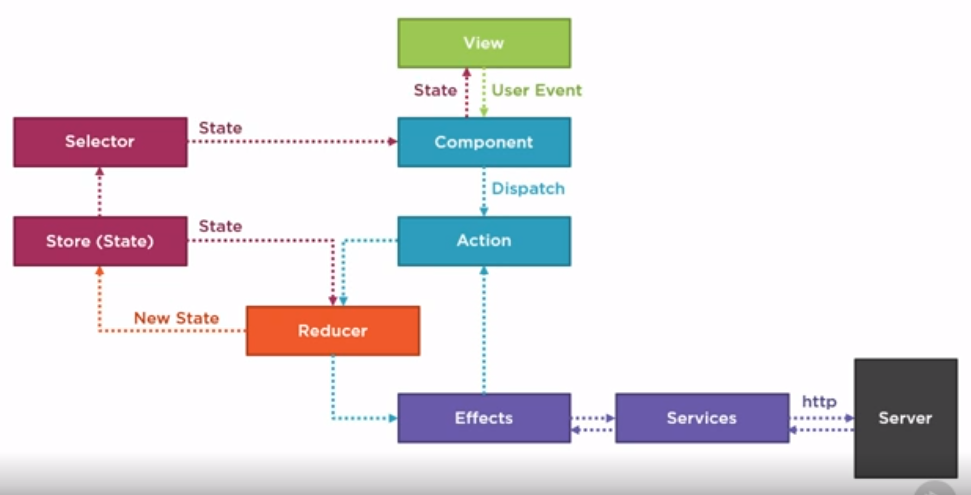 View
State
User Event
Selector
State
Component
Dispatch
Store (State)
State
Action
New State
Reducer
Effects
Services
http
Server